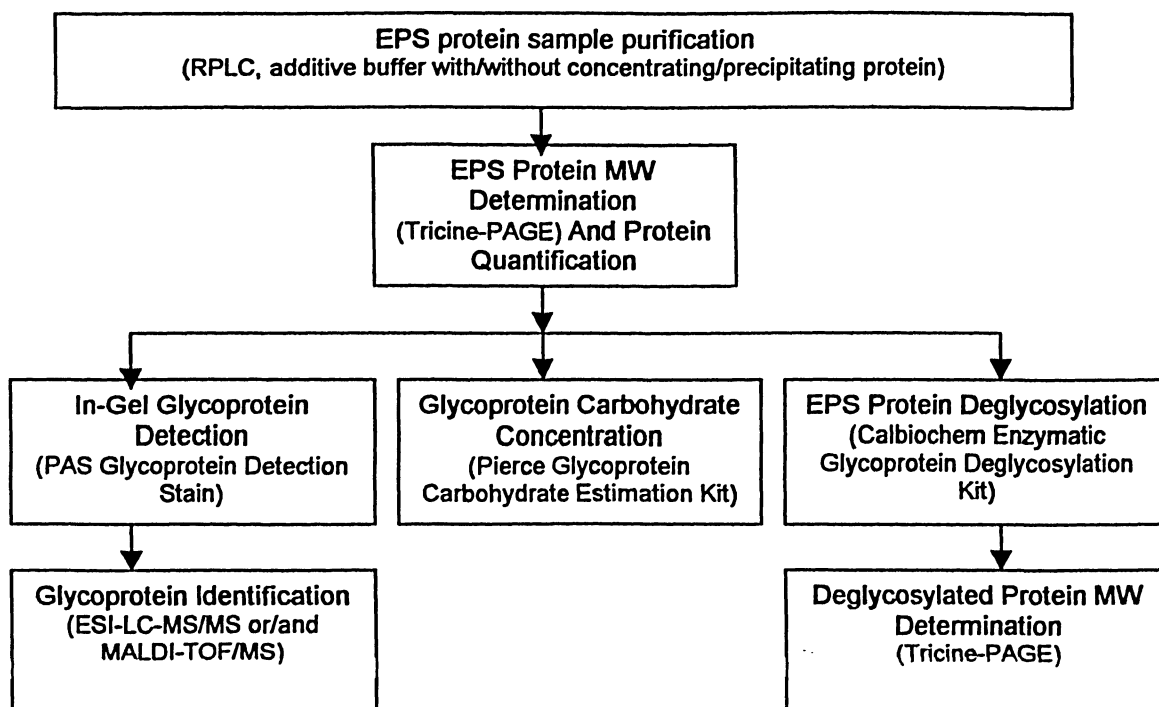 EPS protein sample purification
(RPLC, additive buffer with/without concentrating/precipitating protein)
EPS Protein MW
Determination
(Tricine-PAGE) And Protein
Quantification
In-Gel Glycoprotein
Detection
(PAS Glycoprotein Detection
Stain)
Glycoprotein Carbohydrate
Concentration
(Pierce Glycoprotein
Carbohydrate Estimation Kit)
EPS Protein Deglycosylation
(Calbiochem Enzymatic
Glycoprotein Deglycosylation
Kit)
Glycoprotein Identification
(ESI-LC-MS/MS or/and
MALDI-TOF/MS)
Deglycosylated Protein MW
Determination
(Tricine-PAGE)